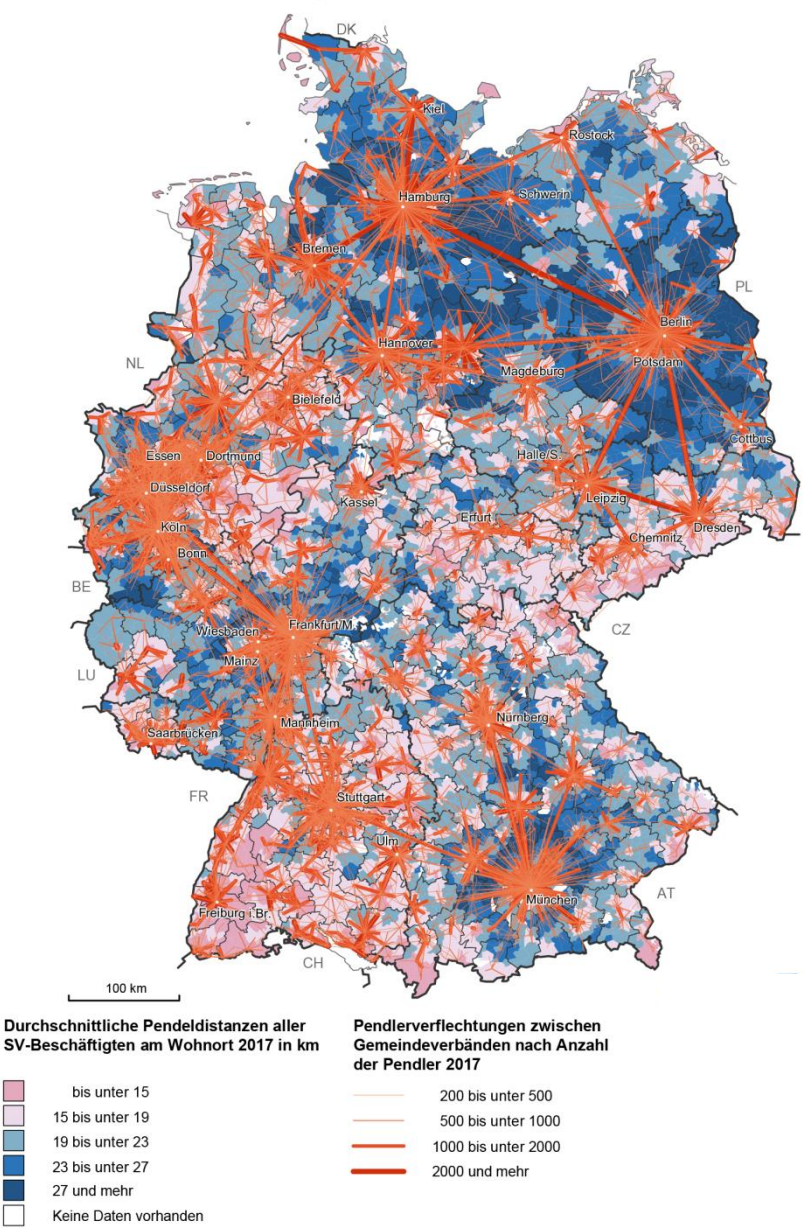 DK
Kiel
Rostock
Hamburg
Schwerin
Bremen
PL
Berlin
Hannover
Potsdam
NL
Magdeburg
Bielefeld
Cottbus
Essen
Dortmund
Halle/S.
Düsseldorf
Leipzig
Kassel
Köln
Erfurt
Dresden
Chemnitz
Bonn
BE
Wiesbaden
Frankfurt/M.
CZ
Mainz
LU
Mannheim
Nürnberg
Saarbrücken
FR
Stuttgart
Ulm
AT
München
Freiburg i.Br.
CH
100 km
Durchschnittliche Pendeldistanzen aller
SV-Beschäftigten am Wohnort 2017 in km
bis unter 15
15 bis unter 19
19 bis unter 23
23 bis unter 27
27 und mehr
Keine Daten vorhanden
Pendlerverflechtungen zwischen
Gemeindeverbänden nach Anzahl
der Pendler 2017
200 bis unter 500
500 bis unter 1000
1000 bis unter 2000
2000 und mehr